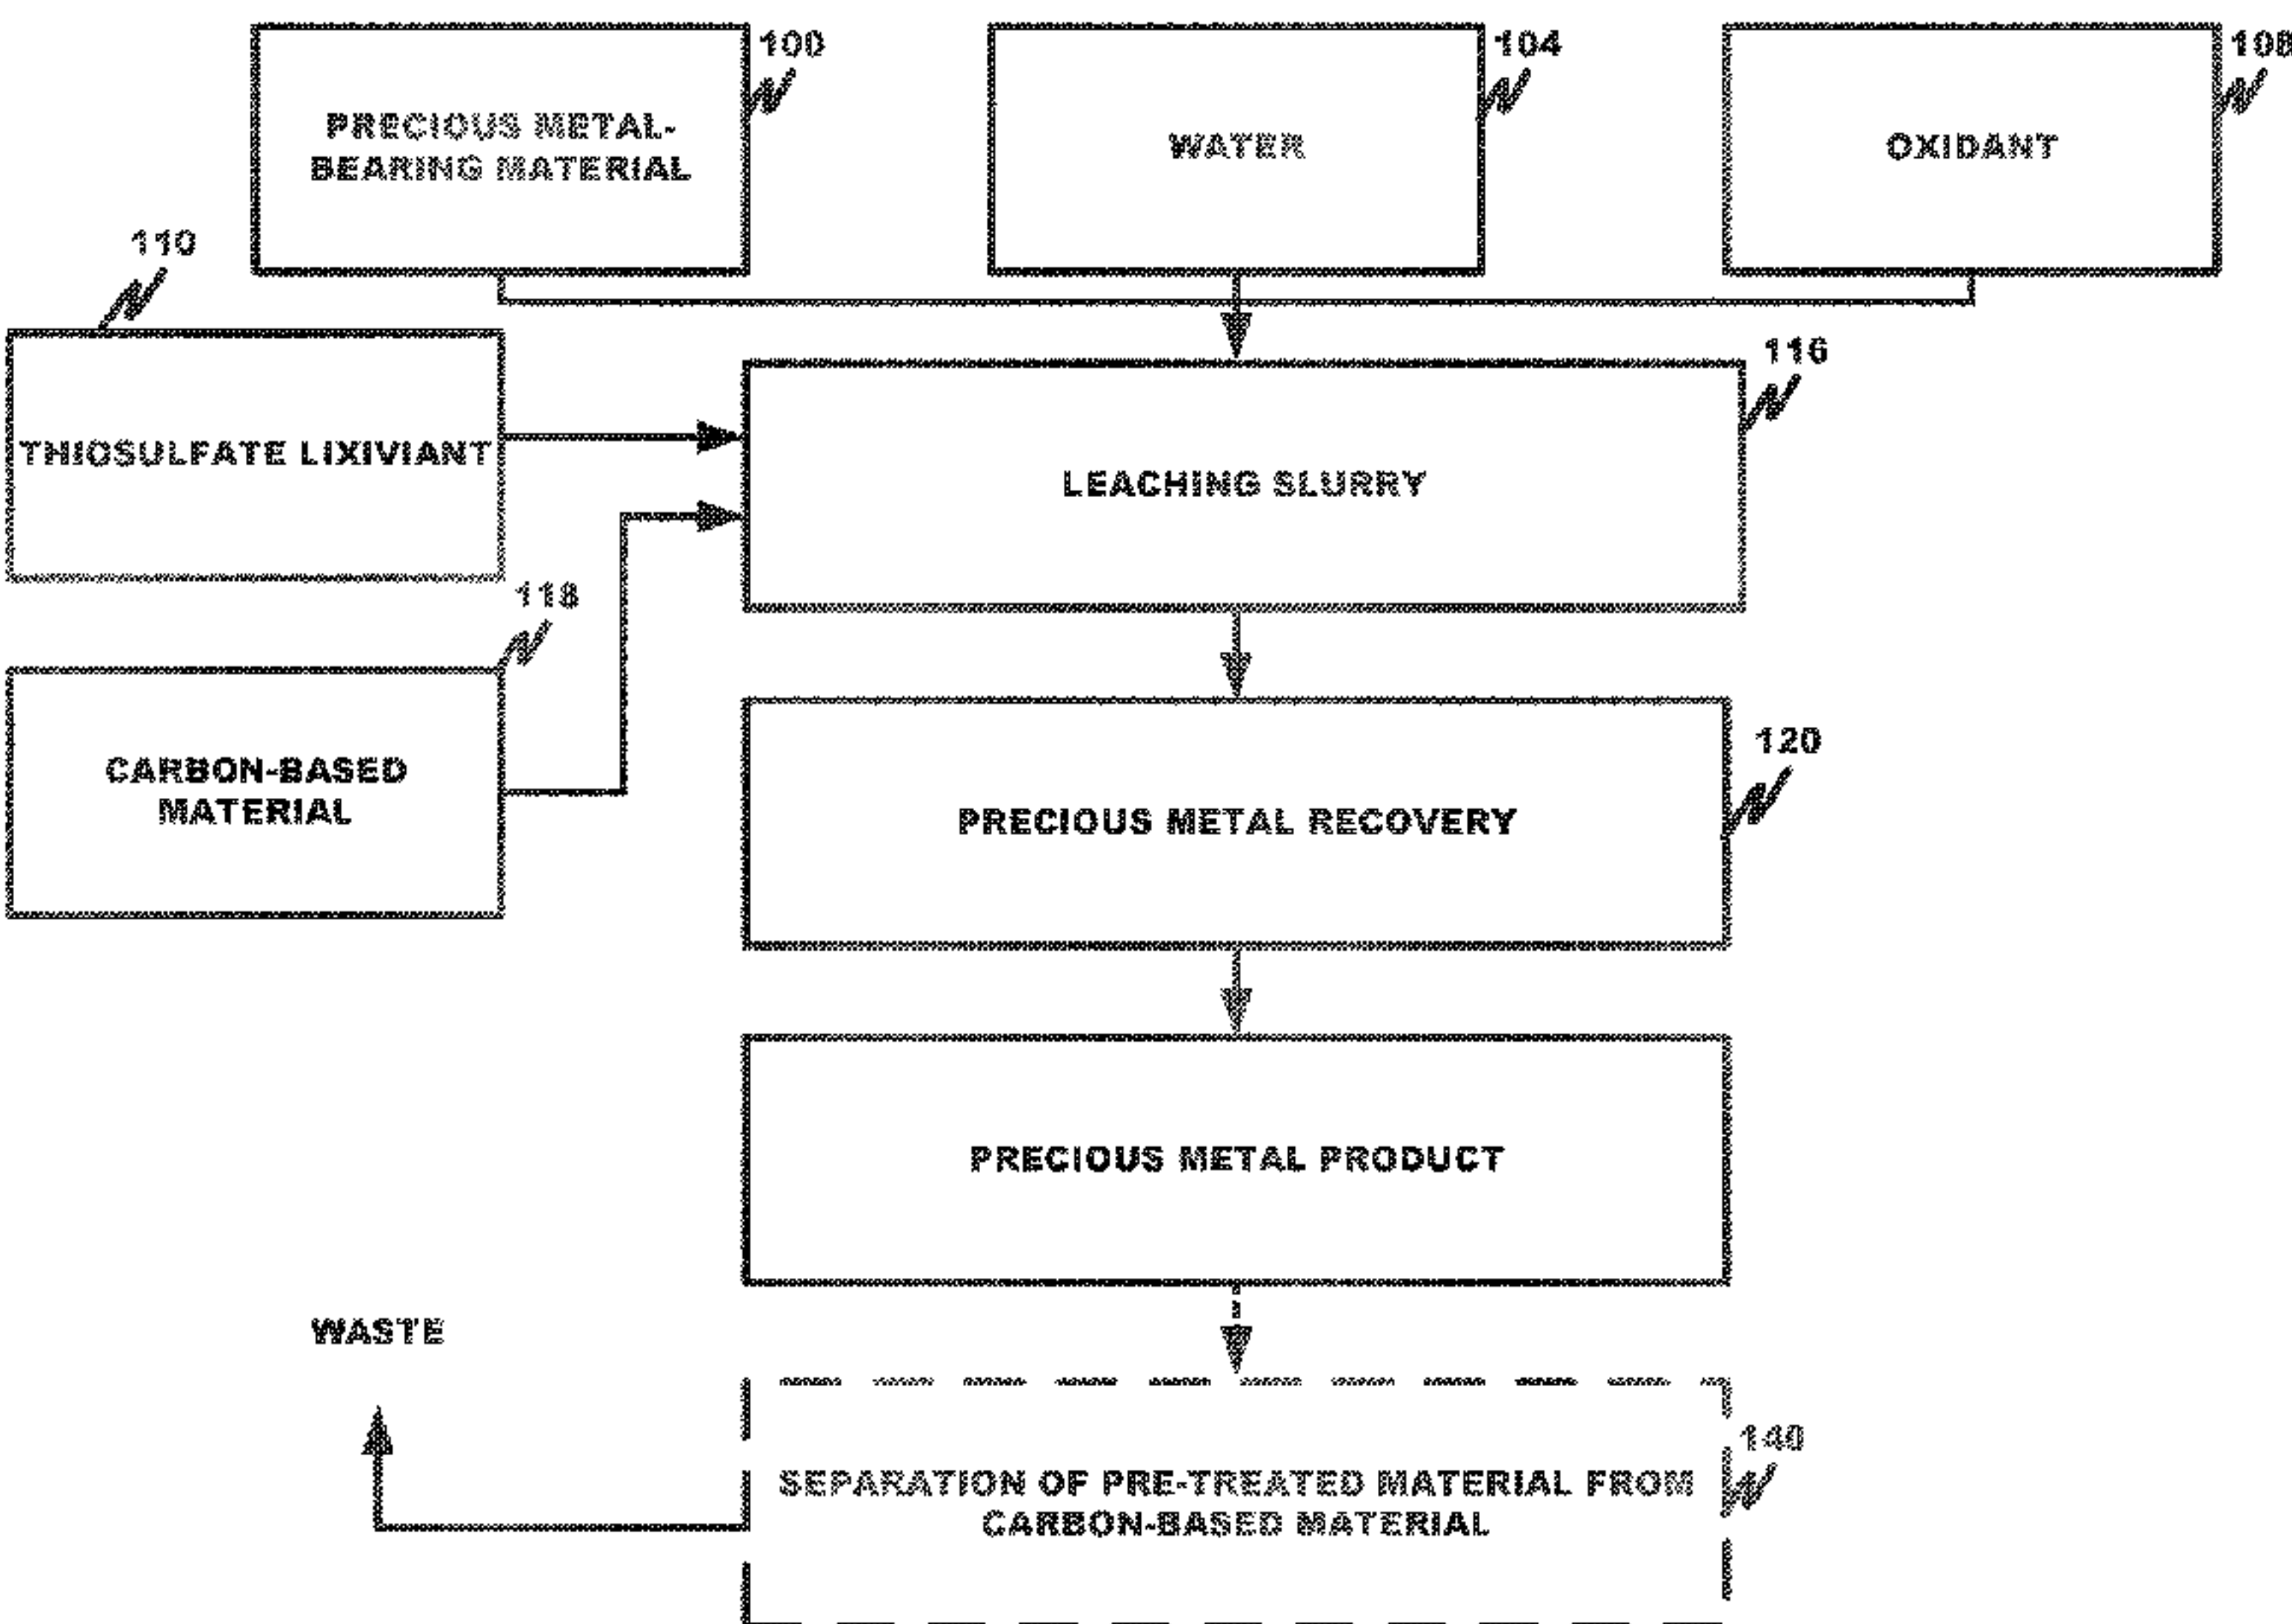 100
104
108
PRECIOUS METAL-
BEARING MATERIAL
WATER
OXIDANT
110
116
THIOSULFATE LIXIVIANT
LEACHING SLURRY
118
120
CARBON-BASED
MATERIAL
PRECIOUS METAL RECOVERY
PRECIOUS METAL PRODUCT
WASTE
140
SEPARATION OF PRE-TREATED MATERIAL FROM
CARBON-BASED MATERIAL